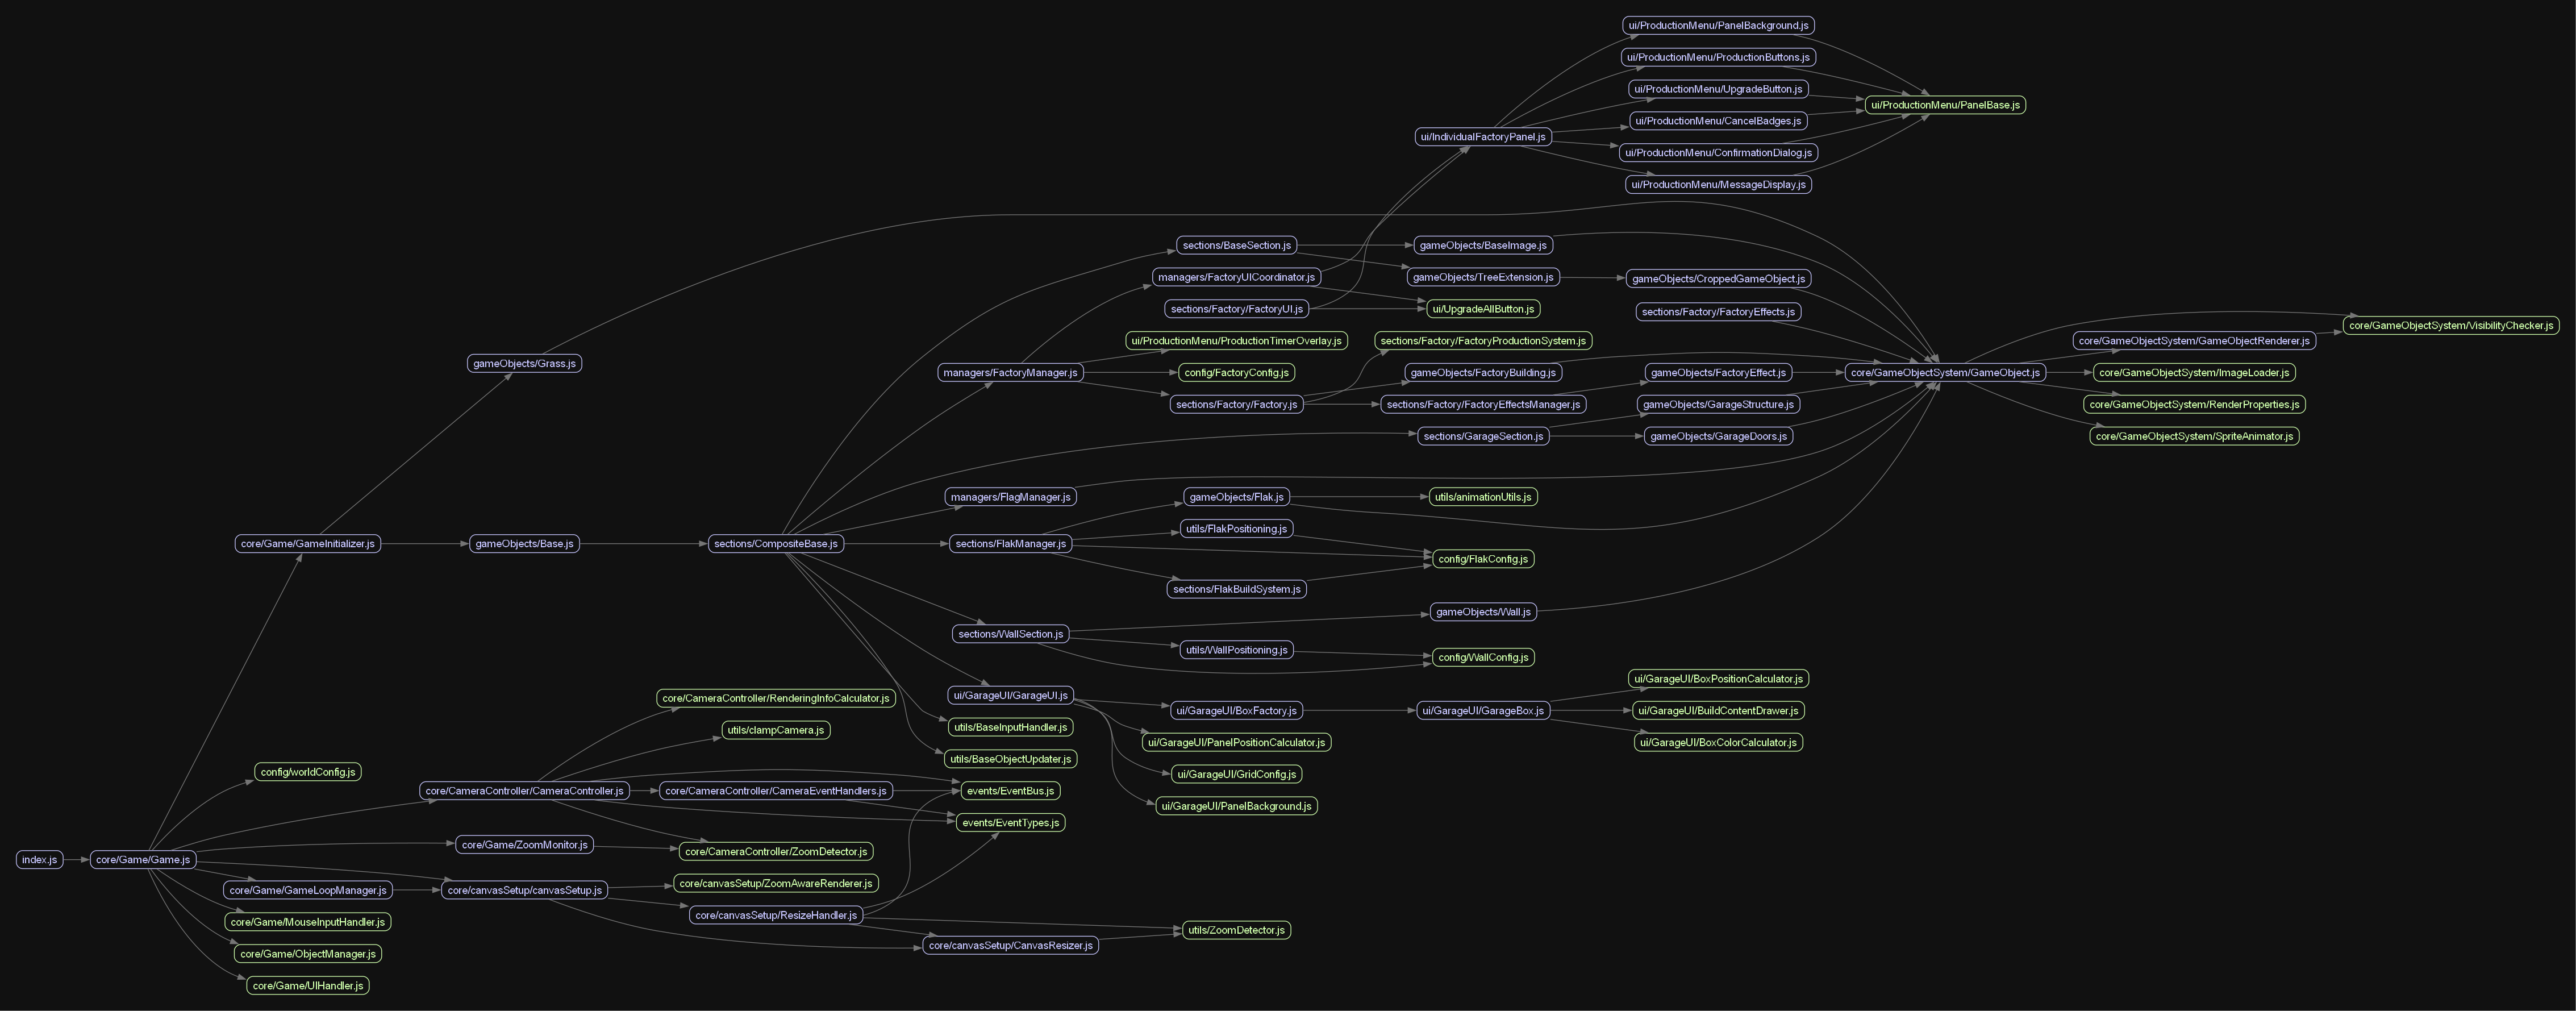 ui/ProductionMenu/PanelBackground.js
ui/ProductionMenu/ProductionButtons.js
ui/ProductionMenu/UpgradeButton.js
ui/ProductionMenu/PanelBase.js
ui/ProductionMenu/CancelBadges.js
ui/IndividualFactoryPanel.js
ui/ProductionMenu/ConfirmationDialog.js
ui/ProductionMenu/MessageDisplay.js
sections/BaseSection.js
gameObjects/BaseImage.js
managers/FactoryUICoordinator.js
gameObjects/TreeExtension.js
gameObjects/CroppedGameObject.js
sections/Factory/FactoryUI.js
ui/UpgradeAllButton.js
sections/Factory/FactoryEffects.js
core/GameObjectSystem/VisibilityChecker.js
ui/ProductionMenu/ProductionTimerOverlay.js
sections/Factory/FactoryProductionSystem.js
core/GameObjectSystem/GameObjectRenderer.js
gameObjects/Grass.js
managers/FactoryManager.js
config/FactoryConfig.js
gameObjects/FactoryBuilding.js
gameObjects/FactoryEffect.js
core/GameObjectSystem/GameObject.js
core/GameObjectSystem/ImageLoader.js
sections/Factory/Factory.js
sections/Factory/FactoryEffectsManager.js
gameObjects/GarageStructure.js
core/GameObjectSystem/RenderProperties.js
sections/GarageSection.js
gameObjects/GarageDoors.js
core/GameObjectSystem/SpriteAnimator.js
managers/FlagManager.js
gameObjects/Flak.js
utils/animationUtils.js
utils/FlakPositioning.js
core/Game/GameInitializer.js
gameObjects/Base.js
sections/CompositeBase.js
sections/FlakManager.js
config/FlakConfig.js
sections/FlakBuildSystem.js
gameObjects/Wall.js
sections/WallSection.js
utils/WallPositioning.js
config/WallConfig.js
ui/GarageUI/BoxPositionCalculator.js
core/CameraController/RenderingInfoCalculator.js
ui/GarageUI/GarageUI.js
ui/GarageUI/BoxFactory.js
ui/GarageUI/GarageBox.js
ui/GarageUI/BuildContentDrawer.js
utils/clampCamera.js
utils/BaseInputHandler.js
ui/GarageUI/PanelPositionCalculator.js
ui/GarageUI/BoxColorCalculator.js
utils/BaseObjectUpdater.js
config/worldConfig.js
ui/GarageUI/GridConfig.js
core/CameraController/CameraController.js
core/CameraController/CameraEventHandlers.js
events/EventBus.js
ui/GarageUI/PanelBackground.js
events/EventTypes.js
core/Game/ZoomMonitor.js
core/CameraController/ZoomDetector.js
index.js
core/Game/Game.js
core/Game/GameLoopManager.js
core/canvasSetup/canvasSetup.js
core/canvasSetup/ZoomAwareRenderer.js
core/Game/MouseInputHandler.js
core/canvasSetup/ResizeHandler.js
utils/ZoomDetector.js
core/canvasSetup/CanvasResizer.js
core/Game/ObjectManager.js
core/Game/UIHandler.js